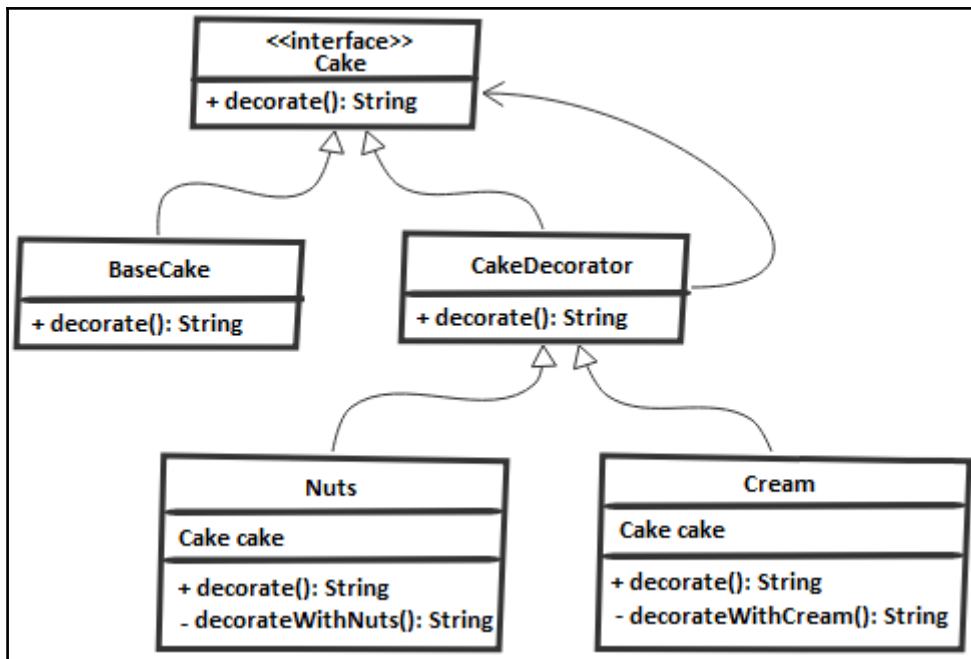 <<interface>>
Cake
+ decorate(): String
BaseCake
+ decorate(): String
CakeDecorator
+ decorate(): String
Nuts
Cake cake
+ decorate(): String
- decorateWithNuts(): String
Cream
Cake cake
+ decorate(): String
- decorateWithCream(): String